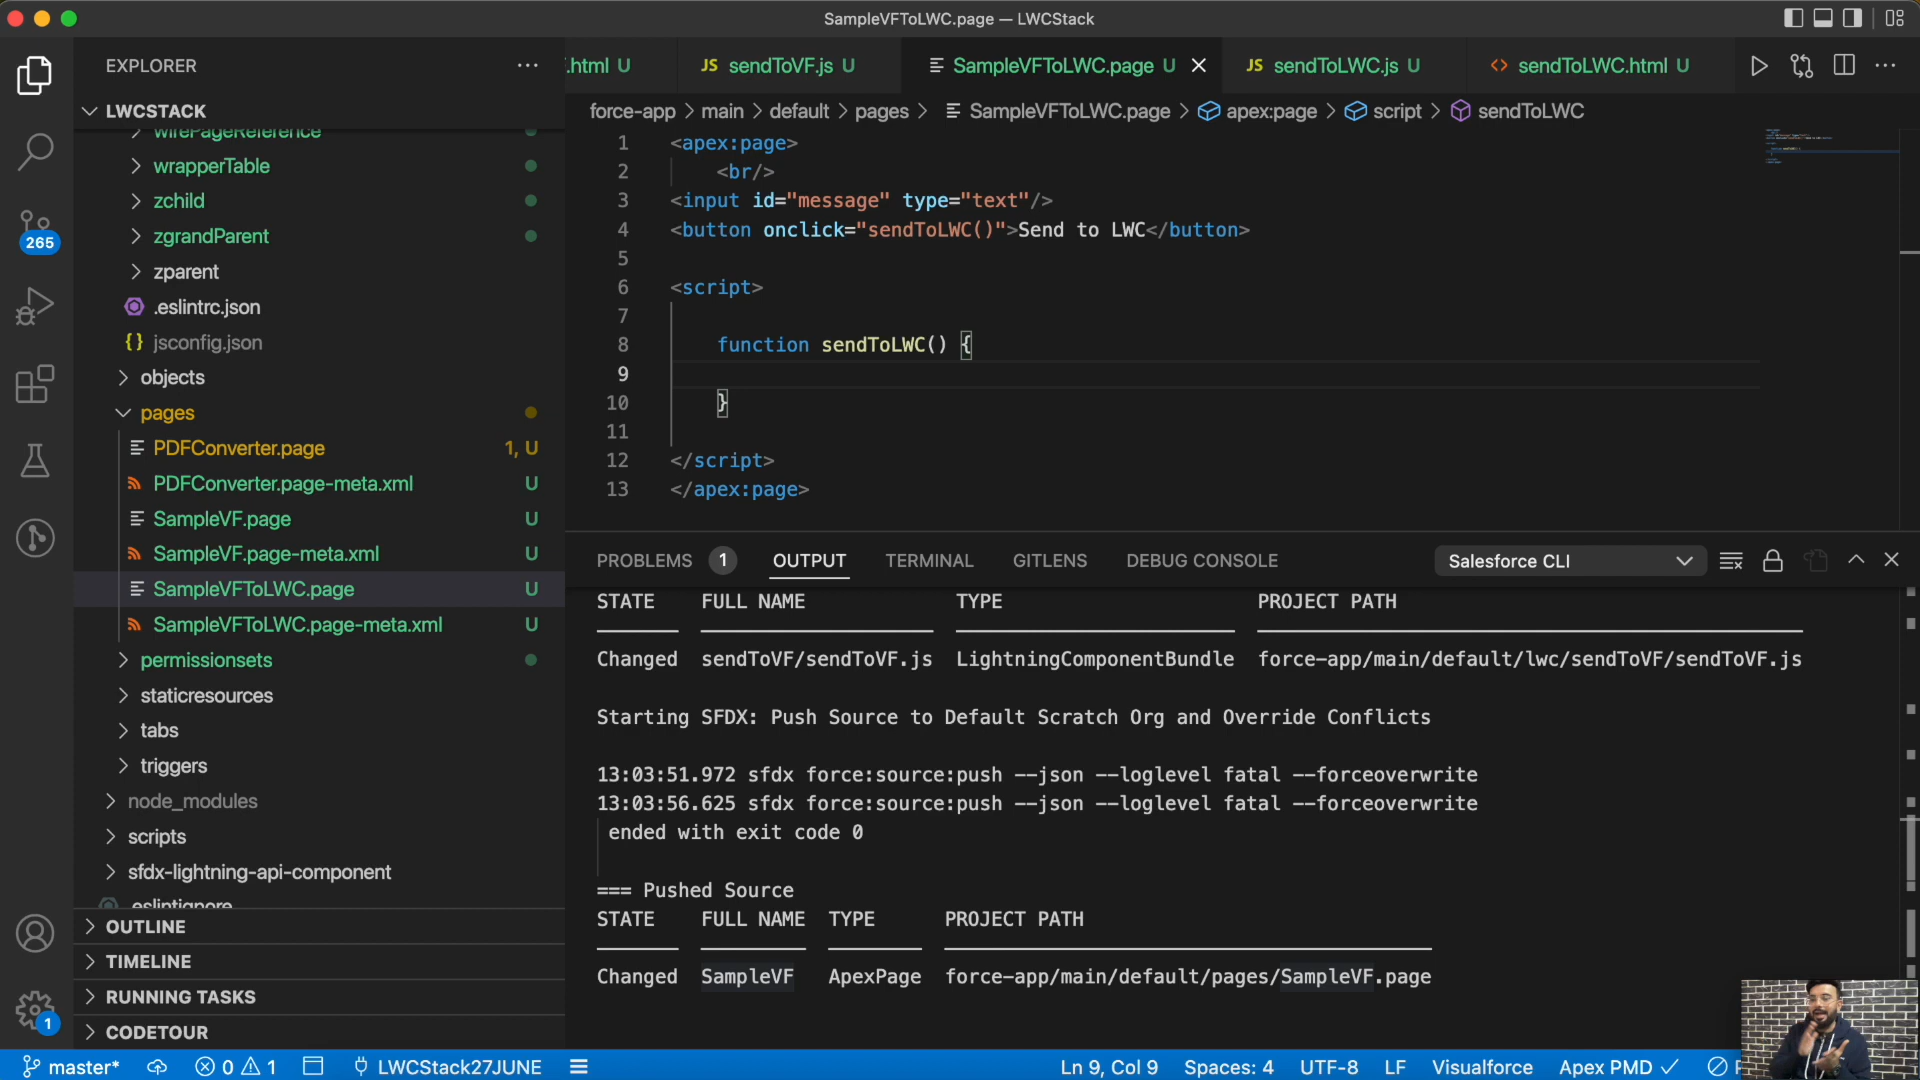 SampleVFToLWC.page — LWCStack
EXPLORER
LWCSTACK
wirePageReference
wrapperTable
zchild
zgrandParent
zparent
.eslintrc.json
{} jsconfig.json
objects
pages
PDFConverter.page 1, U
PDFConverter.page-meta.xml U
SampleVF.page U
SampleVF.page-meta.xml U
SampleVFToLWC.page U
SampleVFToLWC.page-meta.xml U
permissionsets
staticresources
tabs
triggers
node_modules
scripts
sfdx-lightning-api-component
.eslintignore
OUTLINE
TIMELINE
RUNNING TASKS
CODETOUR
265
1
.html U
JS sendToVF.js U
SampleVFToLWC.page U
JS sendToLWC.js U
<> sendToLWC.html U
force-app > main > default > pages > SampleVFToLWC.page > apex:page > script > sendToLWC
1 <apex:page>
2 <br/>
3 <input id="message" type="text"/>
4 <button onclick="sendToLWC()">Send to LWC</button>
5
6 <script>
7
8 function sendToLWC() {
9
10 }
11
12 </script>
13 </apex:page>
PROBLEMS 1 OUTPUT TERMINAL GITLENS DEBUG CONSOLE Salesforce CLI
STATE FULL NAME TYPE PROJECT PATH
Changed sendToVF/sendToVF.js LightningComponentBundle force-app/main/default/lwc/sendToVF/sendToVF.js
Starting SFDX: Push Source to Default Scratch Org and Override Conflicts
13:03:51.972 sfdx force:source:push --json --loglevel fatal --forceoverwrite
13:03:56.625 sfdx force:source:push --json --loglevel fatal --forceoverwrite
ended with exit code 0
=== Pushed Source
STATE FULL NAME TYPE PROJECT PATH
Changed SampleVF ApexPage force-app/main/default/pages/SampleVF.page
master* 0 1 LWCStack27JUNE Ln 9, Col 9 Spaces: 4 UTF-8 LF Visualforce Apex PMD ✓